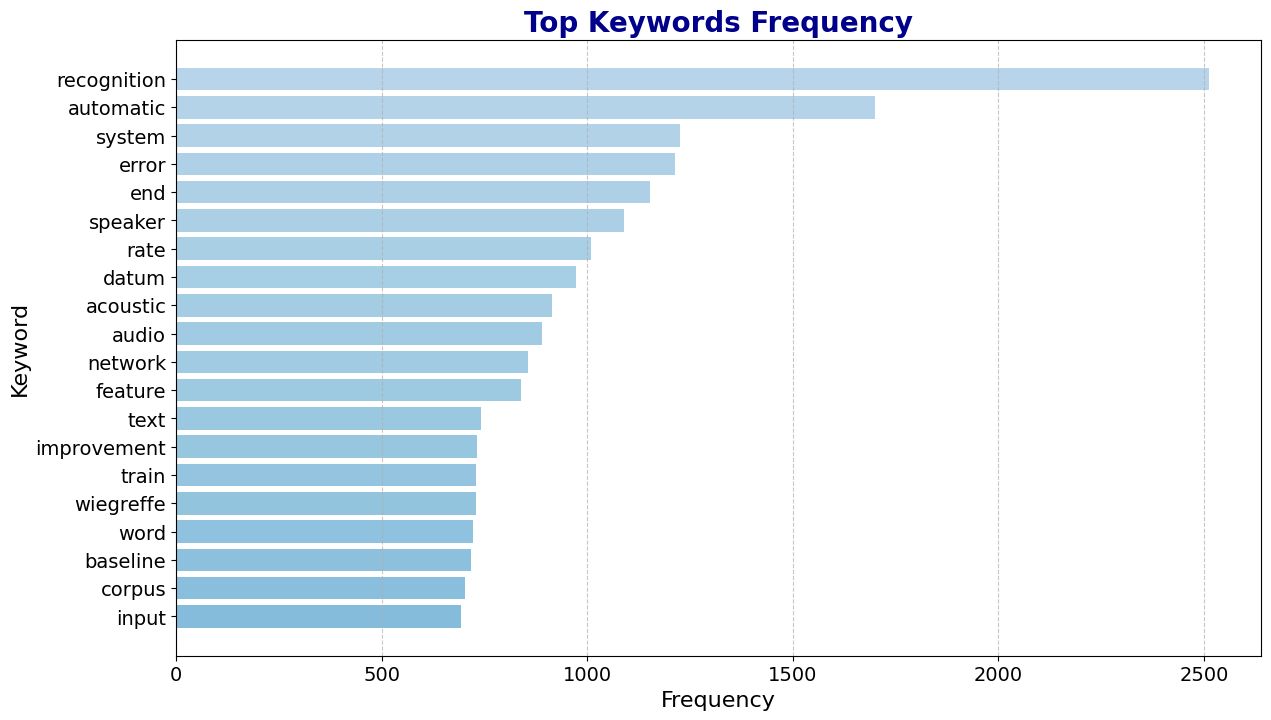 Top Keywords Frequency
recognition
automatic
system
error
end
speaker
rate
datum
acoustic
audio
network
feature
text
improvement
train
wiegreffe
word
baseline
corpus
input
Keyword
0 500 1000 1500 2000 2500
Frequency